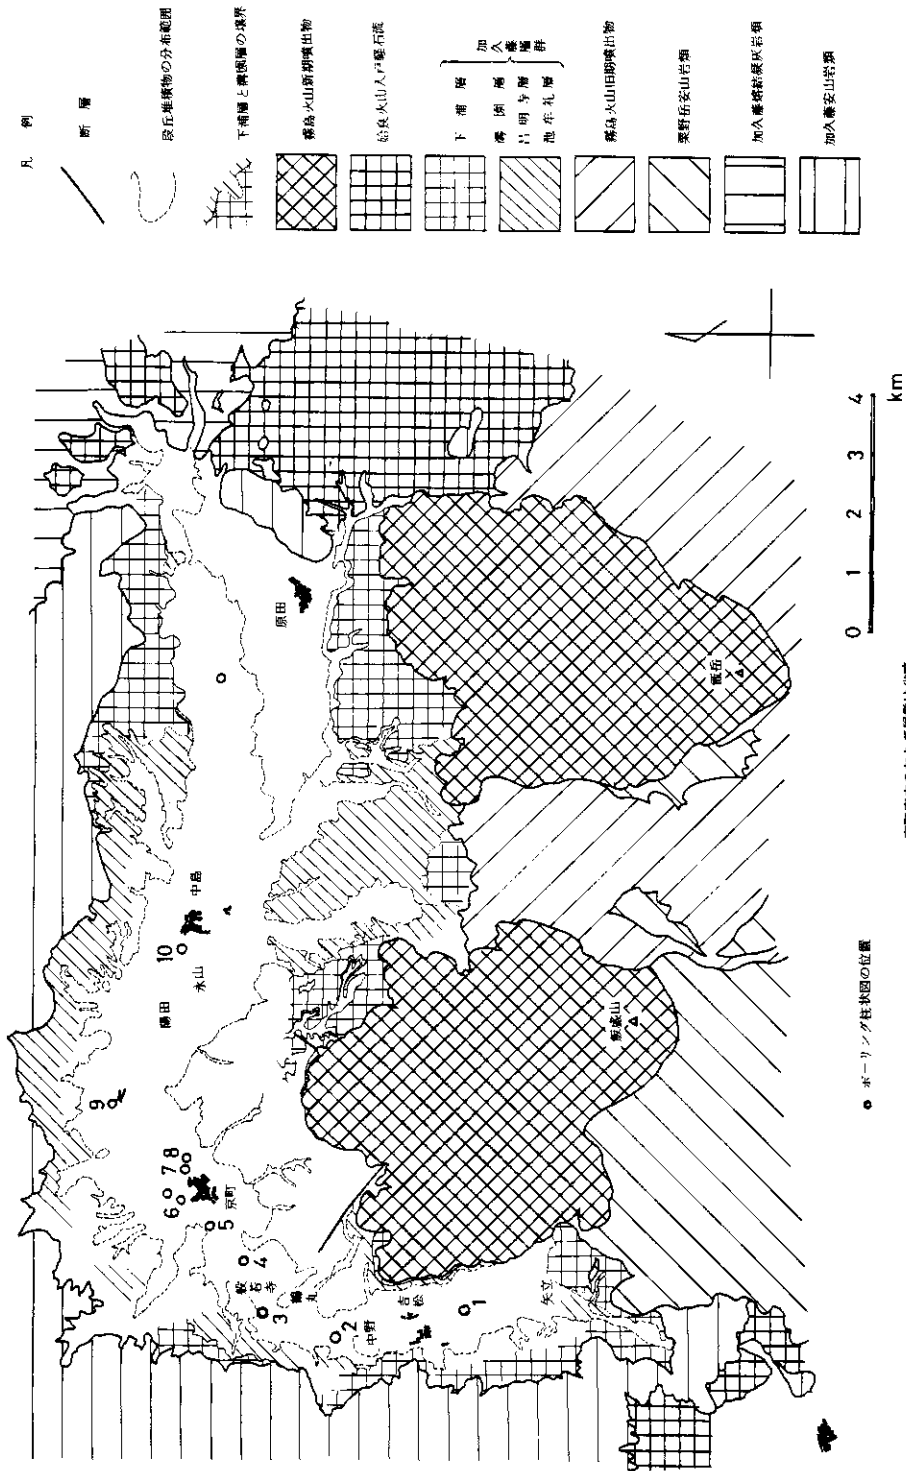 凡例
断層
段丘堆積物の分布範囲
下浦層と溝園層の境界
霧島火山新期噴出物
姶良火山入戸軽石流
下浦層
溝園層
昌明寺層
池牟礼層
加久藤層群
霧島火山旧期噴出物
栗野岳安山岩類
加久藤熔結凝灰岩類
加久藤安山岩類
原田
飯岳
中島
10
永山
陽田
飯盛山
9
7 8
6
5
京町
4
般若寺
鶴丸
3
2
中野
吉松
1
矢立
0 1 2 3 4
km
ボーリング柱状図の位置